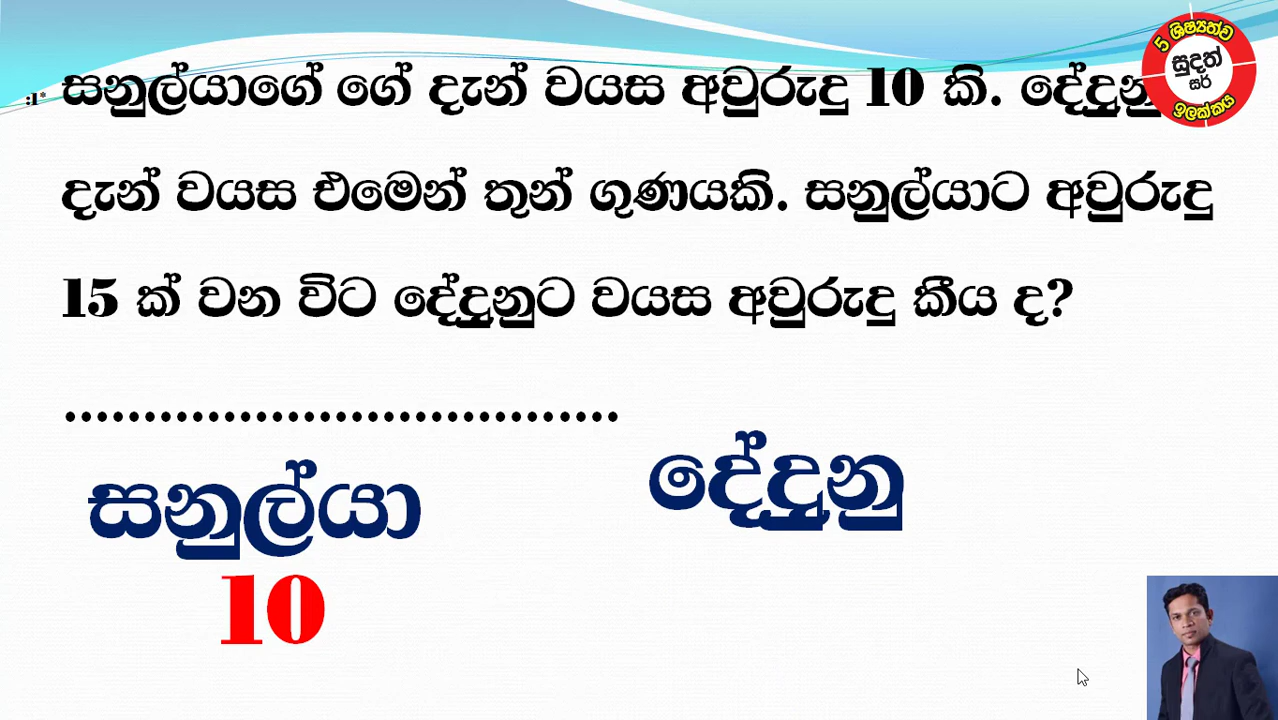 :1* සනුල්යාගේ ගේ දැන් වයස අවුරුදු 10 කි. දේදුනු
දැන් වයස එමෙන් තුන් ගුණයකි. සනුල්යාට අවුරුදු
15 ක් වන විට දේදුනුට වයස අවුරුදු කීය ද?
....................................
සනුල්යා
දේදුනු
10
5 ශිෂ්‍යත්ව
සුදත්
සර්
ඉලක්කය